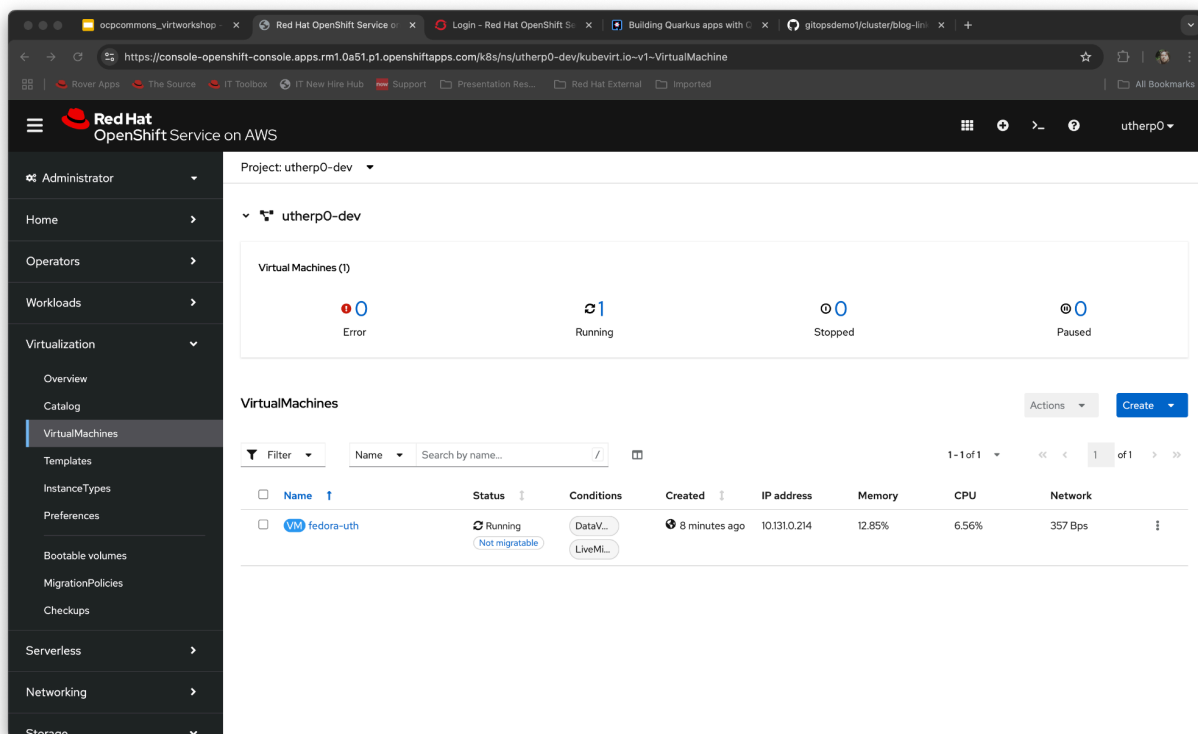 ocpcommons_virtworkshop -
Red Hat OpenShift Service on
Login - Red Hat OpenShift Se
Building Quarkus apps with Q
gitopsdemo1/cluster/blog-link
https://console-openshift-console.apps.rm1.0a51.p1.openshiftapps.com/k8s/ns/utherp0-dev/kubevirt.io~v1~VirtualMachine
Rover Apps The Source IT Toolbox IT New Hire Hub Support Presentation Res... Red Hat External Imported All Bookmarks
Red Hat
OpenShift Service on AWS
utherp0
Administrator
Home
Operators
Workloads
Virtualization
Overview
Catalog
VirtualMachines
Templates
InstanceTypes
Preferences
Bootable volumes
MigrationPolicies
Checkups
Serverless
Networking
Storage
Project: utherp0-dev
utherp0-dev
Virtual Machines (1)
0 1 0 0
Error Running Stopped Paused
VirtualMachines
Actions Create
Filter Name Search by name... / 1 - 1 of 1 << < 1 of 1 > >>
Name Status Conditions Created IP address Memory CPU Network
VM fedora-uth Running DataV... 8 minutes ago 10.131.0.214 12.85% 6.56% 357 Bps
Not migratable LiveMi...